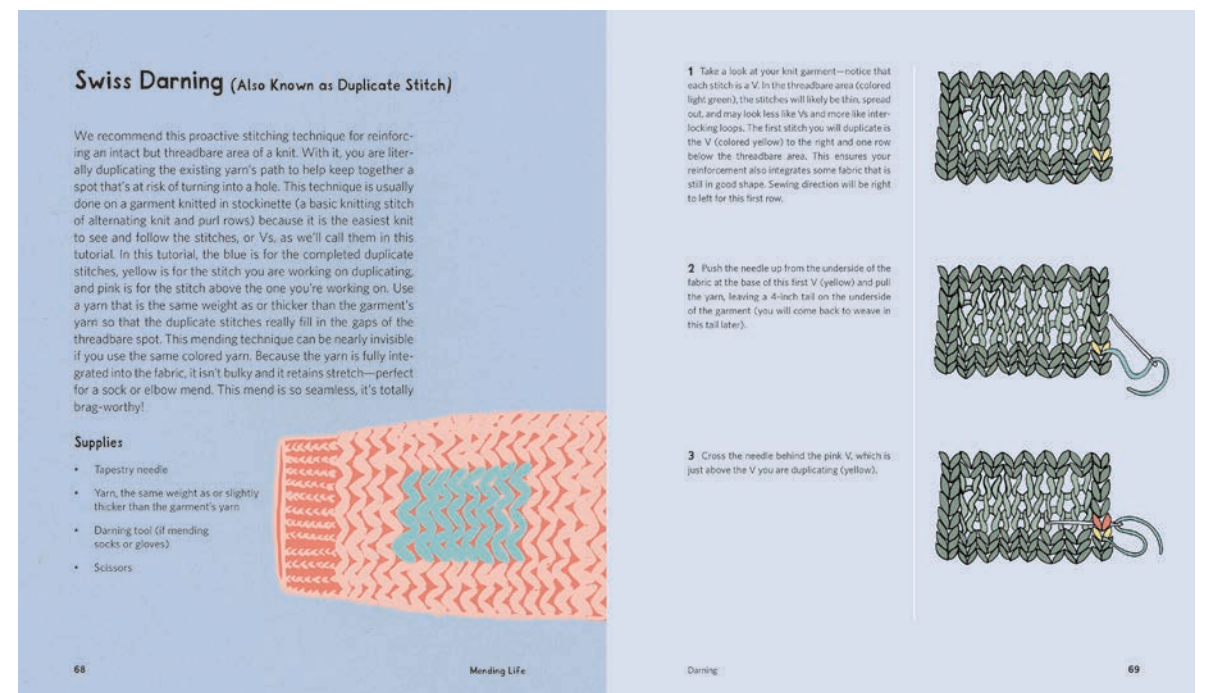 Swiss Darning (Also Known as Duplicate Stitch)
We recommend this proactive stitching technique for reinforc-
ing an intact but threadbare area of a knit. With it, you are liter-
ally duplicating the existing yarn's path to help keep together a
spot that's at risk of turning into a hole. This technique is usually
done on a garment knitted in stockinette (a basic knitting stitch
of alternating knit and purl rows) because it is the easiest knit
to see and follow the stitches, or Vs, as we'll call them in this
tutorial. In this tutorial, the blue is for the completed duplicate
stitches, yellow is for the stitch you are working on duplicating,
and pink is for the stitch above the one you're working on. Use
a yarn that is the same weight as or thicker than the garment's
yarn so that the duplicate stitches really fill in the gaps of the
threadbare spot. This mending technique can be nearly invisible
if you use the same colored yarn. Because the yarn is fully inte-
grated into the fabric, it isn't bulky and it retains stretch—perfect
for a sock or elbow mend. This mend is so seamless, it's totally
brag-worthy!
Supplies
• Tapestry needle
• Yarn, the same weight as or slightly
thicker than the garment's yarn
• Darning tool (if mending
socks or gloves)
• Scissors
68
Mending Life
1 Take a look at your knit garment—notice that
each stitch is a V. In the threadbare area (colored
light green), the stitches will likely be thin, spread
out, and may look less like Vs and more like inter-
locking loops. The first stitch you will duplicate is
the V (colored yellow) to the right and one row
below the threadbare area. This ensures your
reinforcement also integrates some fabric that is
still in good shape. Sewing direction will be right
to left for this first row.
2 Push the needle up from the underside of the
fabric at the base of this first V (yellow) and pull
the yarn, leaving a 4-inch tail on the underside
of the garment (you will come back to weave in
this tail later).
3 Cross the needle behind the pink V, which is
just above the V you are duplicating (yellow).
Darning
69